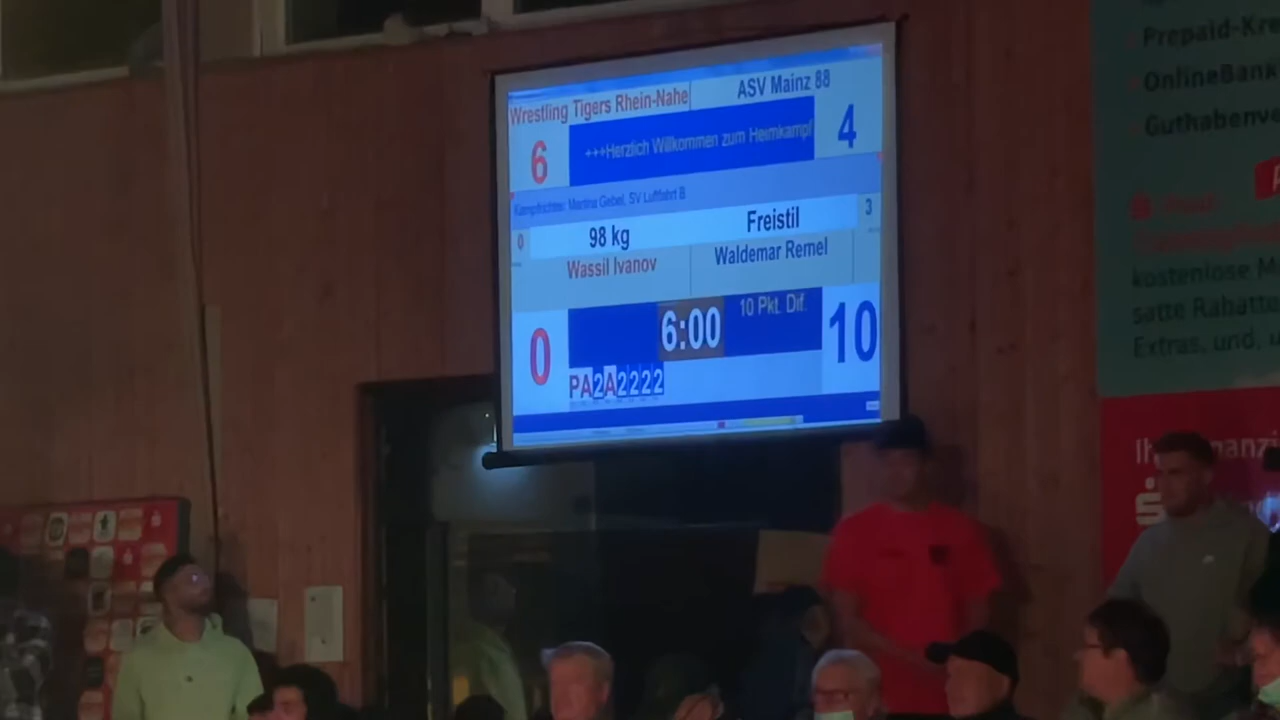 Wrestling Tigers Rhein-Nahe
ASV Mainz 88
6
+++Herzlich Willkommen zum Heimkampf
4
Kampfrichter: Martina Gebel, SV Luftfahrt B
0
98 kg
Freistil
3
Wassil Ivanov
Waldemar Remel
0
6:00
10 Pkt. Dif.
10
PA2A2222
Prepaid-Kre
OnlineBank
Guthabenve
kostenlose M
satte Rabatt
Extras, und,